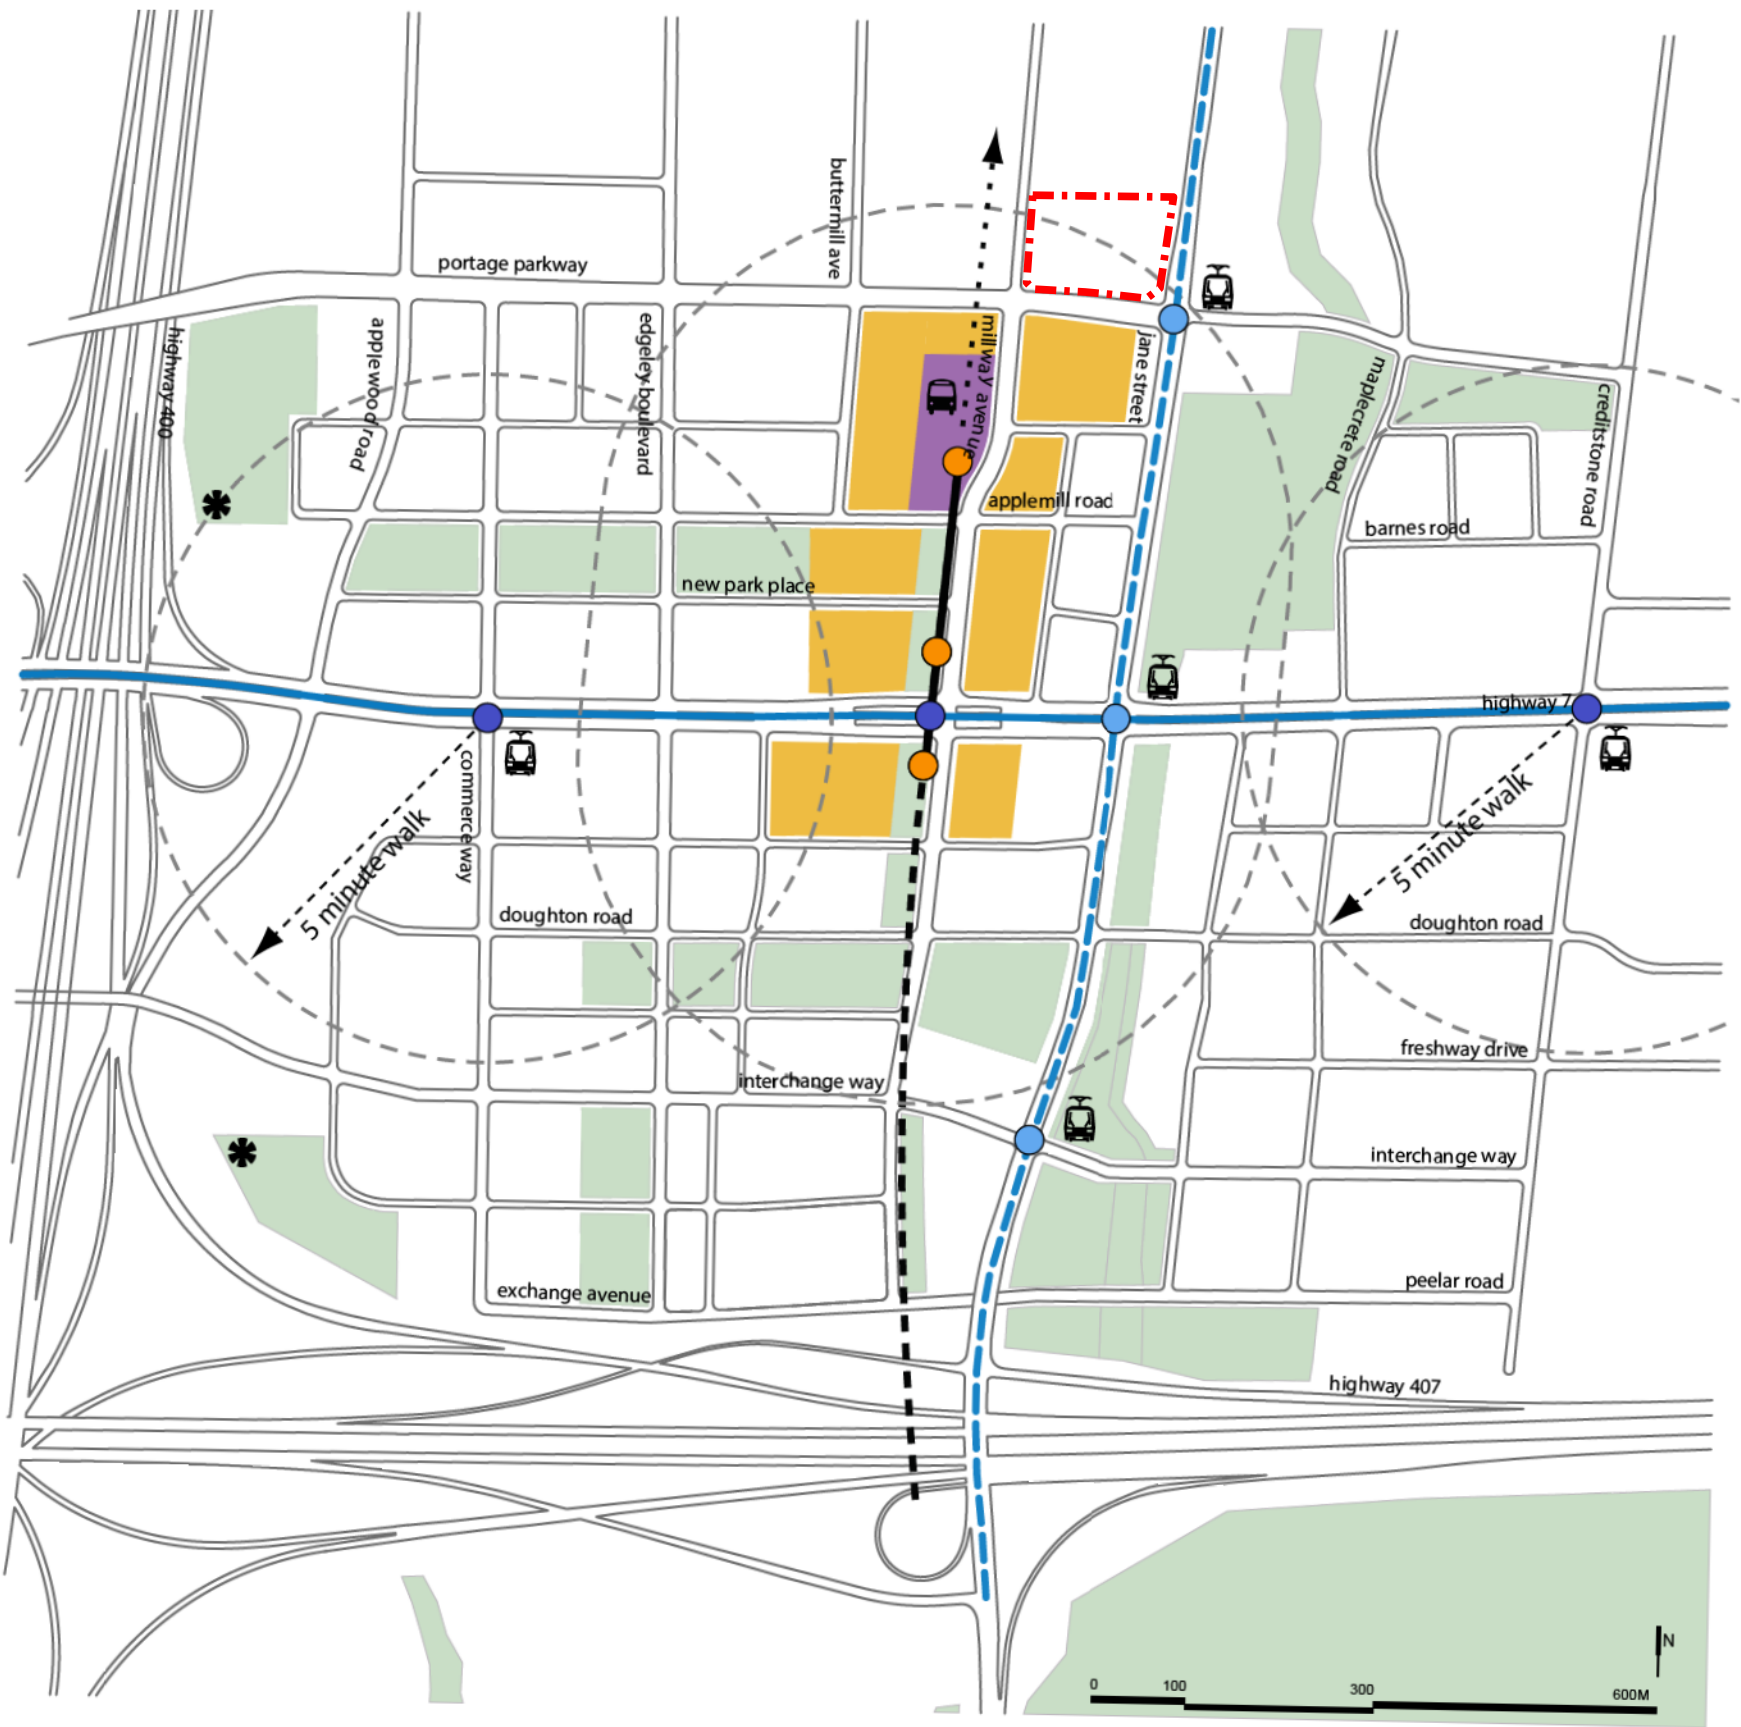 buttermill ave
portage parkway
highway 400
applewood road
edgeley boulevard
millway avenue
jane street
maplecrete road
creditstone road
applemill road
barnes road
new park place
highway 7
commerce way
5 minute walk
5 minute walk
doughton road
doughton road
freshway drive
interchange way
interchange way
peelar road
exchange avenue
highway 407
N
0 100 300 600M